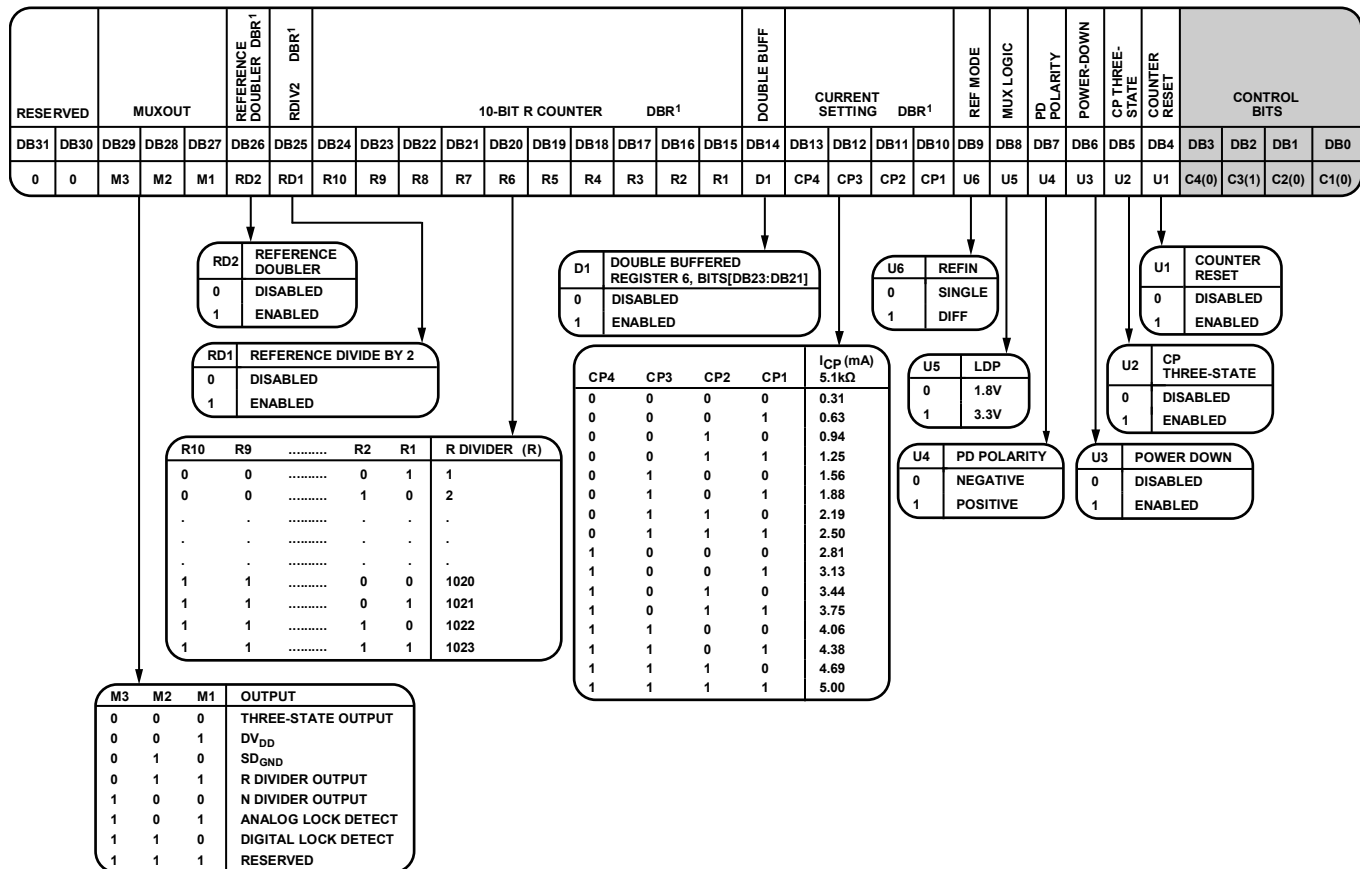 RESERVED MUXOUT REFERENCE DOUBLER DBR1 RDIV2 DBR1 10-BIT R COUNTER DBR1 DOUBLE BUFF CURRENT SETTING DBR1 REF MODE MUX LOGIC PD POLARITY POWER-DOWN CP THREE-STATE COUNTER RESET CONTROL BITS
DB31 DB30 DB29 DB28 DB27 DB26 DB25 DB24 DB23 DB22 DB21 DB20 DB19 DB18 DB17 DB16 DB15 DB14 DB13 DB12 DB11 DB10 DB9 DB8 DB7 DB6 DB5 DB4 DB3 DB2 DB1 DB0
0 0 M3 M2 M1 RD2 RD1 R10 R9 R8 R7 R6 R5 R4 R3 R2 R1 D1 CP4 CP3 CP2 CP1 U6 U5 U4 U3 U2 U1 C4(0) C3(1) C2(0) C1(0)
RD2 REFERENCE DOUBLER
0 DISABLED
1 ENABLED
RD1 REFERENCE DIVIDE BY 2
0 DISABLED
1 ENABLED
R10 R9 .......... R2 R1 R DIVIDER (R)
0 0 .......... 0 1 1
0 0 .......... 1 0 2
. . .......... . . .
. . .......... . . .
. . .......... . . .
1 1 .......... 0 0 1020
1 1 .......... 0 1 1021
1 1 .......... 1 0 1022
1 1 .......... 1 1 1023
M3 M2 M1 OUTPUT
0 0 0 THREE-STATE OUTPUT
0 0 1 DVDD
0 1 0 SDGND
0 1 1 R DIVIDER OUTPUT
1 0 0 N DIVIDER OUTPUT
1 0 1 ANALOG LOCK DETECT
1 1 0 DIGITAL LOCK DETECT
1 1 1 RESERVED
D1 DOUBLE BUFFERED
REGISTER 6, BITS[DB23:DB21]
0 DISABLED
1 ENABLED
CP4 CP3 CP2 CP1 ICP (mA)
5.1kΩ
0 0 0 0 0.31
0 0 0 1 0.63
0 0 1 0 0.94
0 0 1 1 1.25
0 1 0 0 1.56
0 1 0 1 1.88
0 1 1 0 2.19
0 1 1 1 2.50
1 0 0 0 2.81
1 0 0 1 3.13
1 0 1 0 3.44
1 0 1 1 3.75
1 1 0 0 4.06
1 1 0 1 4.38
1 1 1 0 4.69
1 1 1 1 5.00
U6 REFIN
0 SINGLE
1 DIFF
U5 LDP
0 1.8V
1 3.3V
U4 PD POLARITY
0 NEGATIVE
1 POSITIVE
U1 COUNTER RESET
0 DISABLED
1 ENABLED
U2 CP THREE-STATE
0 DISABLED
1 ENABLED
U3 POWER DOWN
0 DISABLED
1 ENABLED